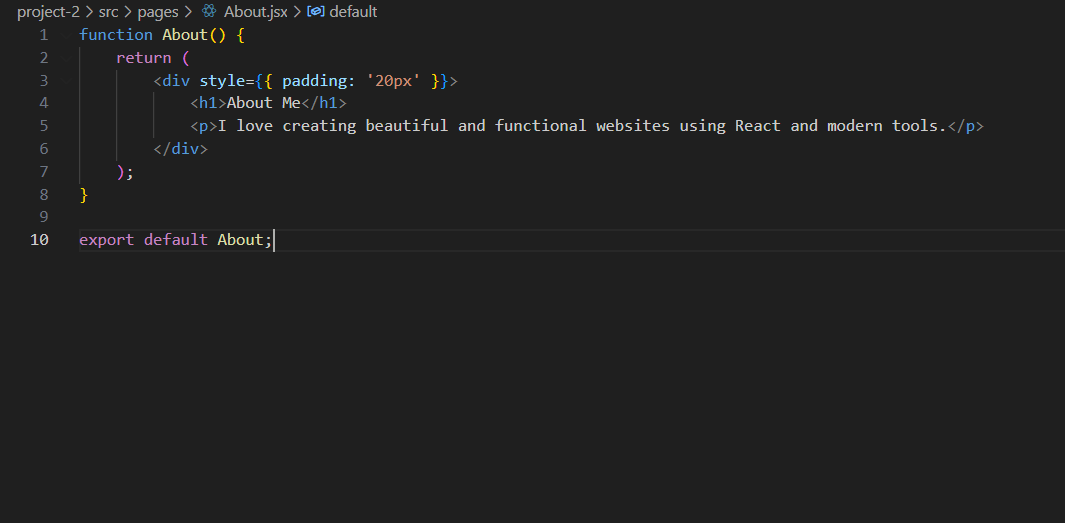 project-2 > src > pages > About.jsx > default
1 function About() {
2     return (
3         <div style={{ padding: '20px' }}>
4             <h1>About Me</h1>
5             <p>I love creating beautiful and functional websites using React and modern tools.</p>
6         </div>
7     );
8 }
9
10 export default About;